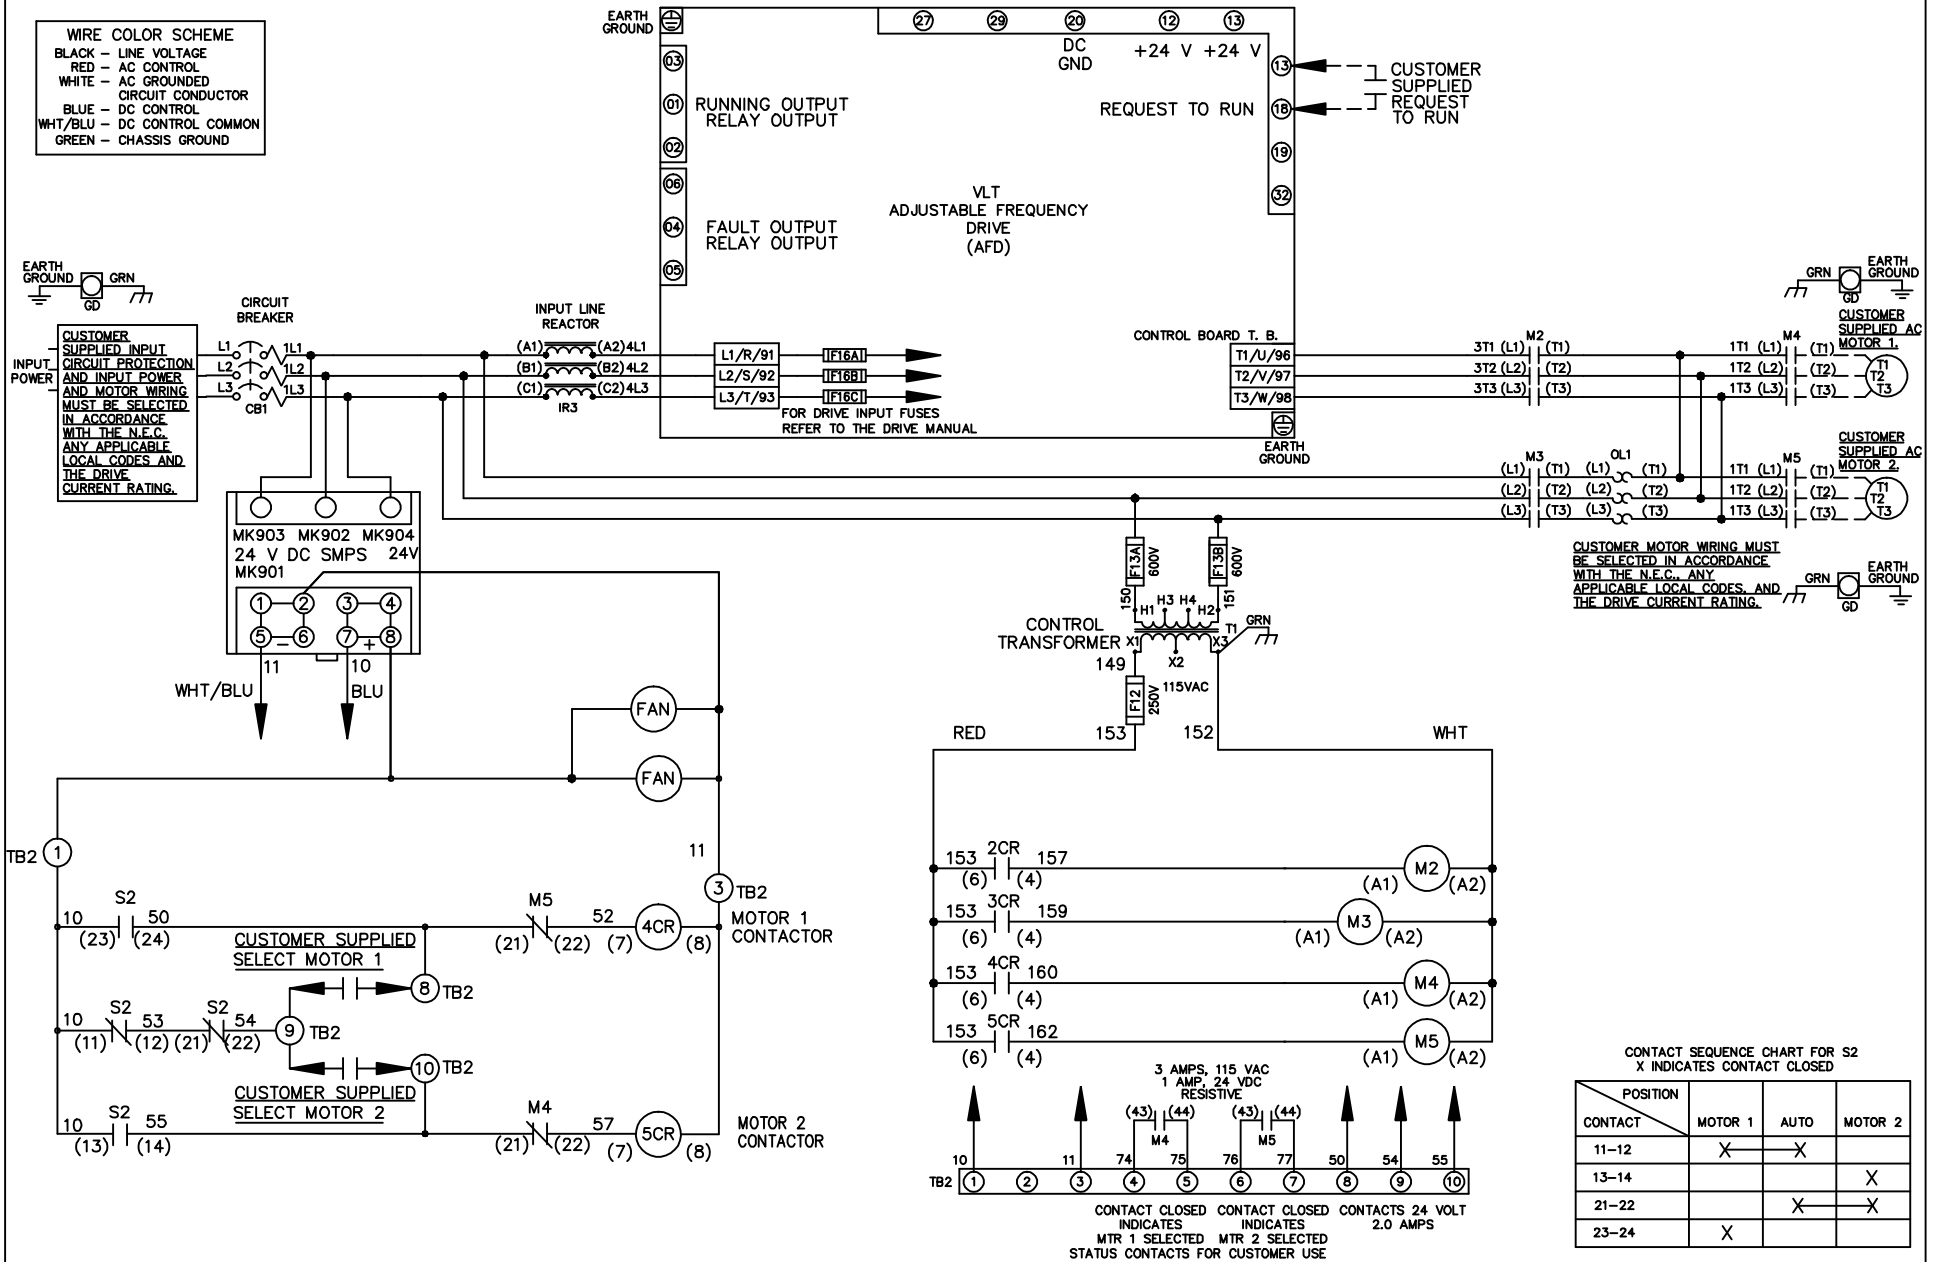 WIRE COLOR SCHEME
BLACK – LINE VOLTAGE
RED – AC CONTROL
WHITE – AC GROUNDED
CIRCUIT CONDUCTOR
BLUE – DC CONTROL
WHT/BLU – DC CONTROL COMMON
GREEN – CHASSIS GROUND
EARTH
GROUND
27 29 20 12 13
DC
GND
+24 V +24 V
03
01
02
RUNNING OUTPUT
RELAY OUTPUT
06
04
05
FAULT OUTPUT
RELAY OUTPUT
REQUEST TO RUN
13
18
19
32
CUSTOMER
SUPPLIED
REQUEST
TO RUN
VLT
ADJUSTABLE FREQUENCY
DRIVE
(AFD)
EARTH
GROUND
GRN
GD
INPUT
POWER
CUSTOMER
SUPPLIED INPUT
CIRCUIT PROTECTION
AND INPUT POWER
AND MOTOR WIRING
MUST BE SELECTED
IN ACCORDANCE
WITH THE N.E.C.
ANY APPLICABLE
LOCAL CODES AND
THE DRIVE
CURRENT RATING.
CIRCUIT
BREAKER
L1 1L1
L2 1L2
L3 1L3
CB1
INPUT LINE
REACTOR
(A1) (A2)4L1
(B1) (B2)4L2
(C1) (C2)4L3
IR3
L1/R/91 F16A
L2/S/92 F16B
L3/T/93 F16C
FOR DRIVE INPUT FUSES
REFER TO THE DRIVE MANUAL
CONTROL BOARD T. B.
T1/U/96
T2/V/97
T3/W/98
EARTH
GROUND
M2
3T1 (L1) (T1)
3T2 (L2) (T2)
3T3 (L3) (T3)
M4
1T1 (L1) (T1)
1T2 (L2) (T2)
1T3 (L3) (T3)
GRN
EARTH
GROUND
GD
CUSTOMER
SUPPLIED AC
MOTOR 1.
T1
T2
T3
M3 OL1
(L1) (T1) (L1) (T1)
(L2) (T2) (L2) (T2)
(L3) (T3) (L3) (T3)
M5
1T1 (L1) (T1)
1T2 (L2) (T2)
1T3 (L3) (T3)
CUSTOMER
SUPPLIED AC
MOTOR 2.
T1
T2
T3
CUSTOMER MOTOR WIRING MUST
BE SELECTED IN ACCORDANCE
WITH THE N.E.C., ANY
APPLICABLE LOCAL CODES, AND
THE DRIVE CURRENT RATING.
GRN
EARTH
GROUND
GD
MK903 MK902 MK904
24 V DC SMPS 24V
MK901
1 2 3 4
5 – 6 7 + 8
11 10
WHT/BLU BLU
FAN
FAN
F13A 600V
F13B 600V
150 151
H1 H3 H4 H2
CONTROL
TRANSFORMER
T1
GRN
X1 X2 X3
149
115VAC
F12 250V
153 152
RED WHT
TB2 1
11
3 TB2
S2
10 50
(23) (24)
M5
(21) (22)
52
(7) 4CR (8)
MOTOR 1
CONTACTOR
CUSTOMER SUPPLIED
SELECT MOTOR 1
8 TB2
S2 S2
10 53 54
(11) (12) (21) (22)
9 TB2
10 TB2
CUSTOMER SUPPLIED
SELECT MOTOR 2
S2
10 55
(13) (14)
M4
(21) (22)
57
(7) 5CR (8)
MOTOR 2
CONTACTOR
153 2CR 157
(6) (4)
(A1) M2 (A2)
153 3CR 159
(6) (4)
(A1) M3 (A2)
153 4CR 160
(6) (4)
(A1) M4 (A2)
153 5CR 162
(6) (4)
(A1) M5 (A2)
3 AMPS, 115 VAC
1 AMP, 24 VDC
RESISTIVE
(43) (44) (43) (44)
M4 M5
10 11 74 75 76 77 50 54 55
TB2 1 2 3 4 5 6 7 8 9 10
CONTACT CLOSED
INDICATES
MTR 1 SELECTED
CONTACT CLOSED
INDICATES
MTR 2 SELECTED
CONTACTS 24 VOLT
2.0 AMPS
STATUS CONTACTS FOR CUSTOMER USE
CONTACT SEQUENCE CHART FOR S2
X INDICATES CONTACT CLOSED
POSITION
CONTACT MOTOR 1 AUTO MOTOR 2
11–12 X X
13–14 X
21–22 X X
23–24 X